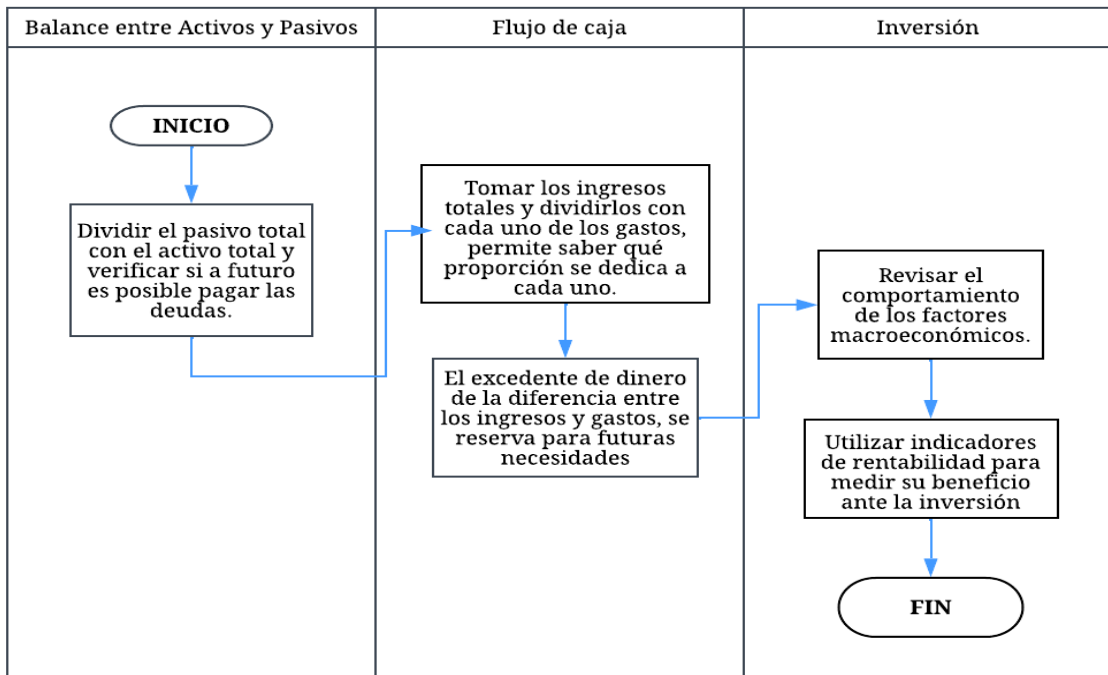 Balance entre Activos y Pasivos
Flujo de caja
Inversión
INICIO
Dividir el pasivo total
con el activo total y
verificar si a futuro
es posible pagar las
deudas.
Tomar los ingresos
totales y dividirlos con
cada uno de los gastos,
permite saber qué
proporción se dedica a
cada uno.
El excedente de dinero
de la diferencia entre
los ingresos y gastos, se
reserva para futuras
necesidades
Revisar el
comportamiento
de los factores
macroeconómicos.
Utilizar indicadores
de rentabilidad para
medir su beneficio
ante la inversión
FIN